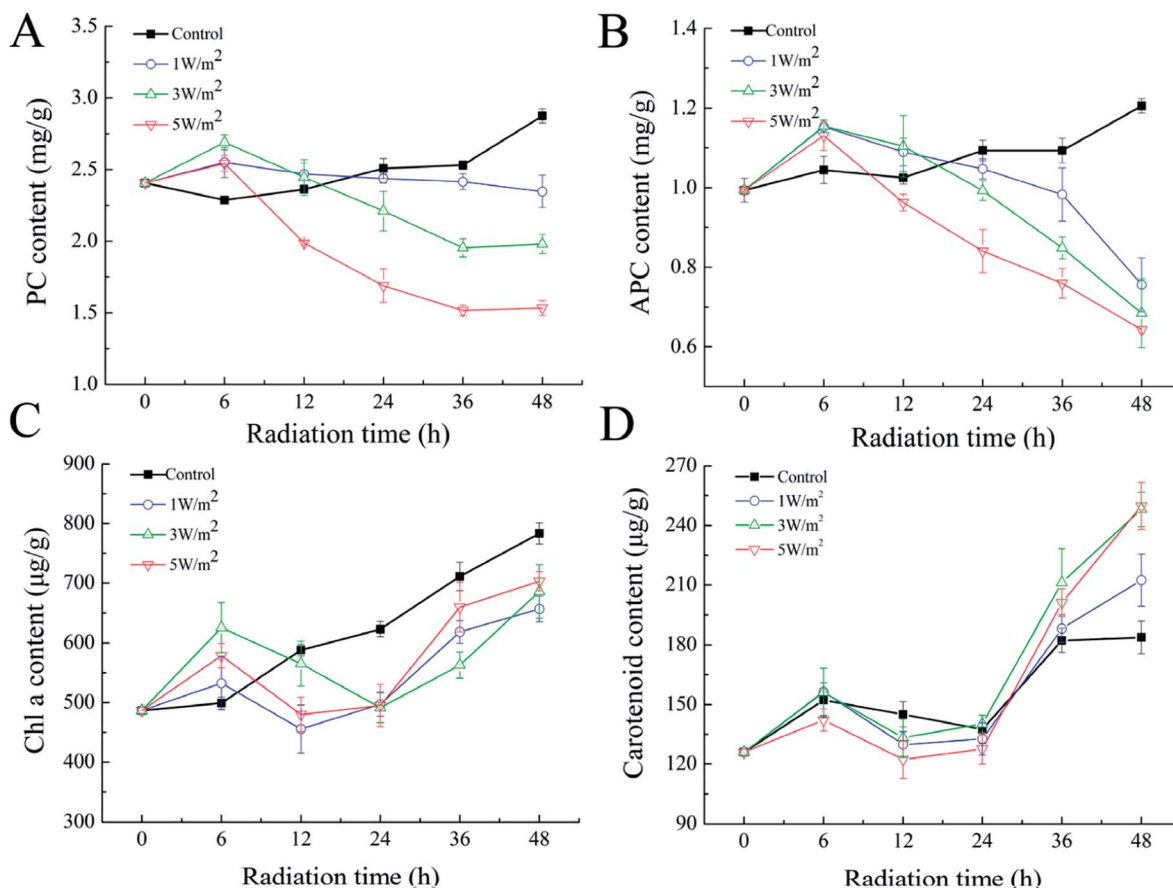 A
Control
1W/m²
3W/m²
5W/m²
3.5
3.0
2.5
2.0
1.5
1.0
PC content (mg/g)
0 6 12 24 36 48
Radiation time (h)
B
Control
1W/m²
3W/m²
5W/m²
1.4
1.2
1.0
0.8
0.6
APC content (mg/g)
0 6 12 24 36 48
Radiation time (h)
C
Control
1W/m²
3W/m²
5W/m²
900
800
700
600
500
400
300
Chl a content (μg/g)
0 6 12 24 36 48
Radiation time (h)
D
Control
1W/m²
3W/m²
5W/m²
270
240
210
180
150
120
90
Carotenoid content (μg/g)
0 6 12 24 36 48
Radiation time (h)